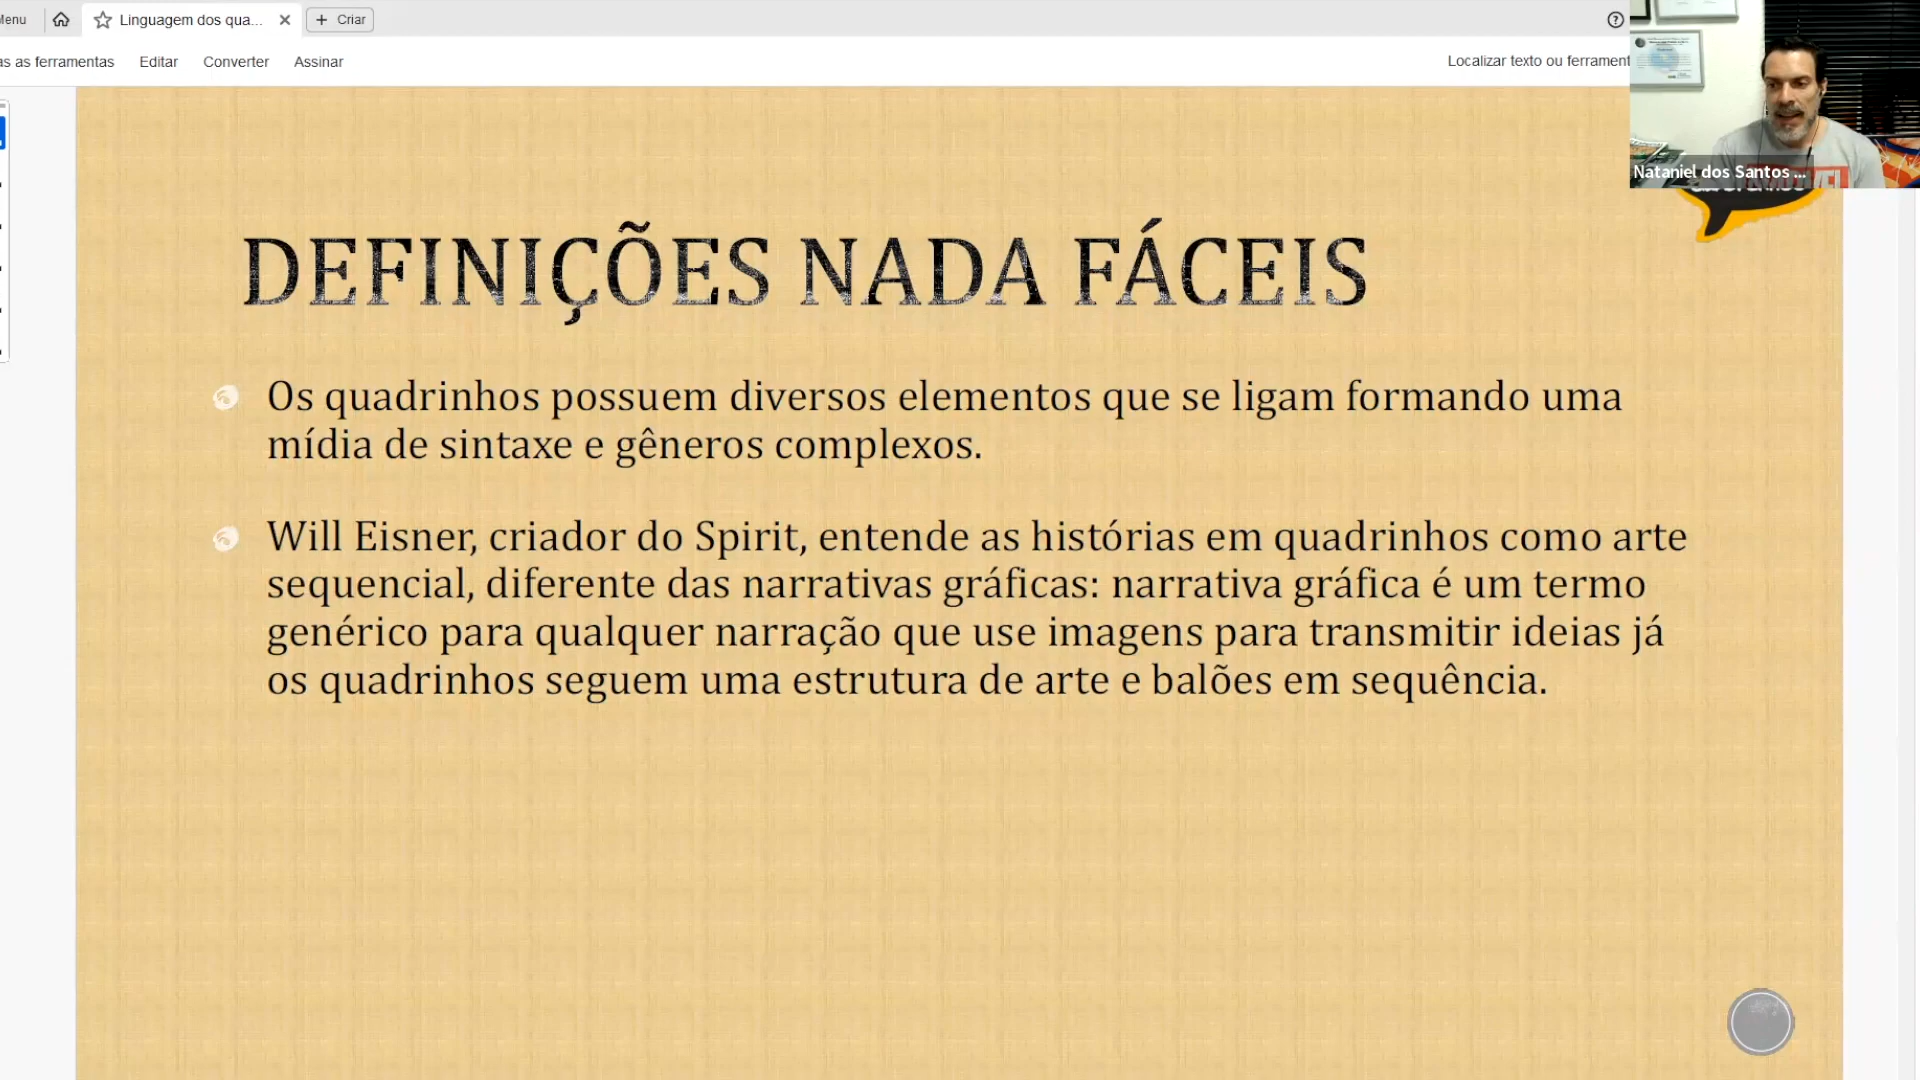 Linguagem dos qua...
Criar
as ferramentas
Editar
Converter
Assinar
Localizar texto ou
Nataniel dos Santos ...
DEFINIÇÕES NADA FÁCEIS
Os quadrinhos possuem diversos elementos que se ligam formando uma
mídia de sintaxe e gêneros complexos.
Will Eisner, criador do Spirit, entende as histórias em quadrinhos como arte
sequencial, diferente das narrativas gráficas: narrativa gráfica é um termo
genérico para qualquer narração que use imagens para transmitir ideias já
os quadrinhos seguem uma estrutura de arte e balões em sequência.